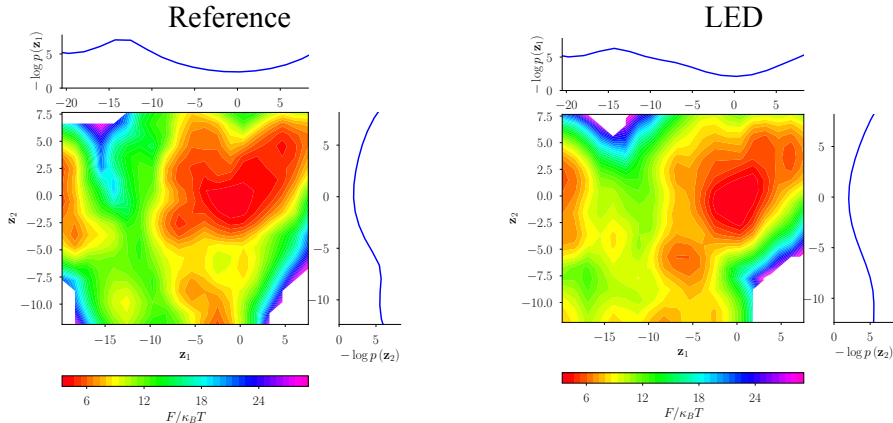 Reference
LED
− log p (z₁)
5
0
−20 −15 −10 −5 0 5
− log p (z₁)
5
0
−20 −15 −10 −5 0 5
z₂
7.5
5.0
2.5
0.0
−2.5
−5.0
−7.5
−10.0
−15 −10 −5 0 5
z₁
5
0
−5
−10
0 5
− log p (z₂)
z₂
7.5
5.0
2.5
0.0
−2.5
−5.0
−7.5
−10.0
−15 −10 −5 0 5
z₁
5
0
−5
−10
0 5
− log p (z₂)
6 12 18 24
F/κ_BT
6 12 18 24
F/κ_BT